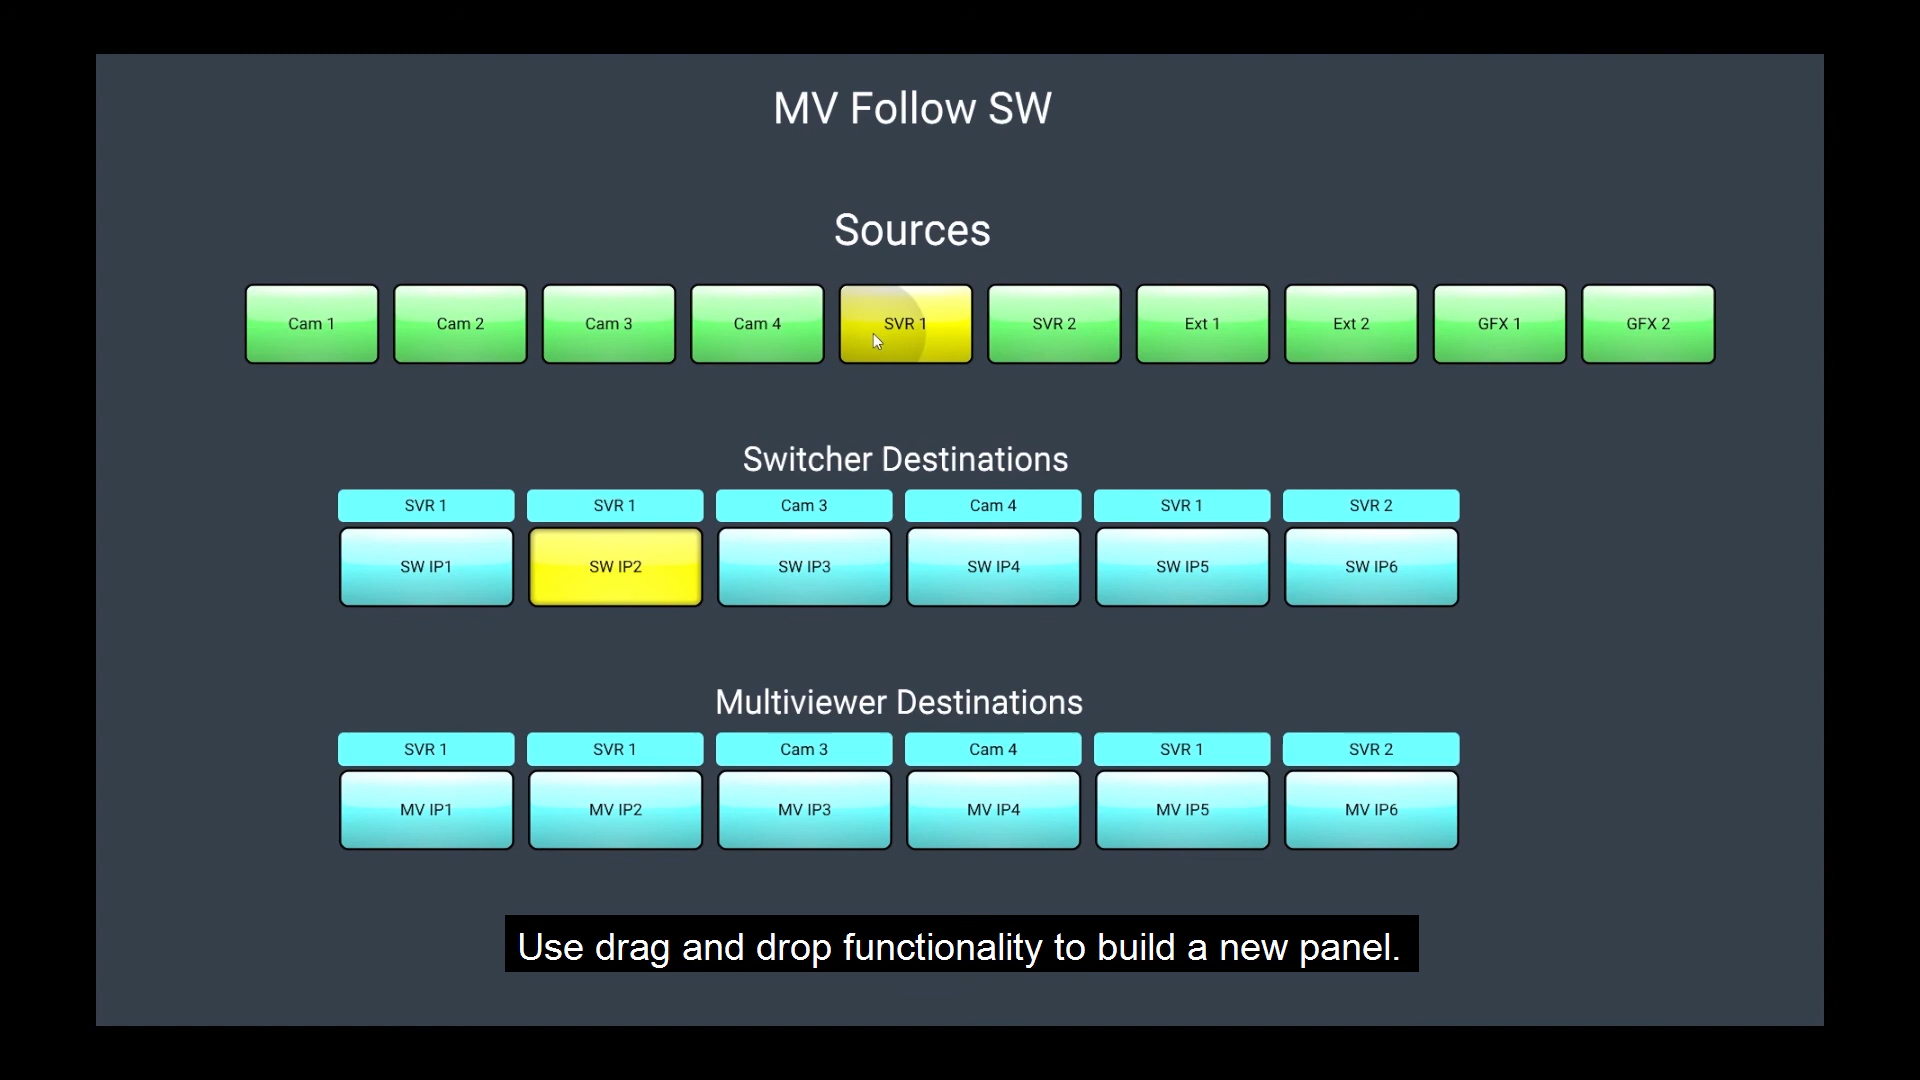 MV Follow SW
Sources
Cam 1 Cam 2 Cam 3 Cam 4 SVR 1 SVR 2 Ext 1 Ext 2 GFX 1 GFX 2
Switcher Destinations
SVR 1 SVR 1 Cam 3 Cam 4 SVR 1 SVR 2
SW IP1 SW IP2 SW IP3 SW IP4 SW IP5 SW IP6
Multiviewer Destinations
SVR 1 SVR 1 Cam 3 Cam 4 SVR 1 SVR 2
MV IP1 MV IP2 MV IP3 MV IP4 MV IP5 MV IP6
Use drag and drop functionality to build a new panel.